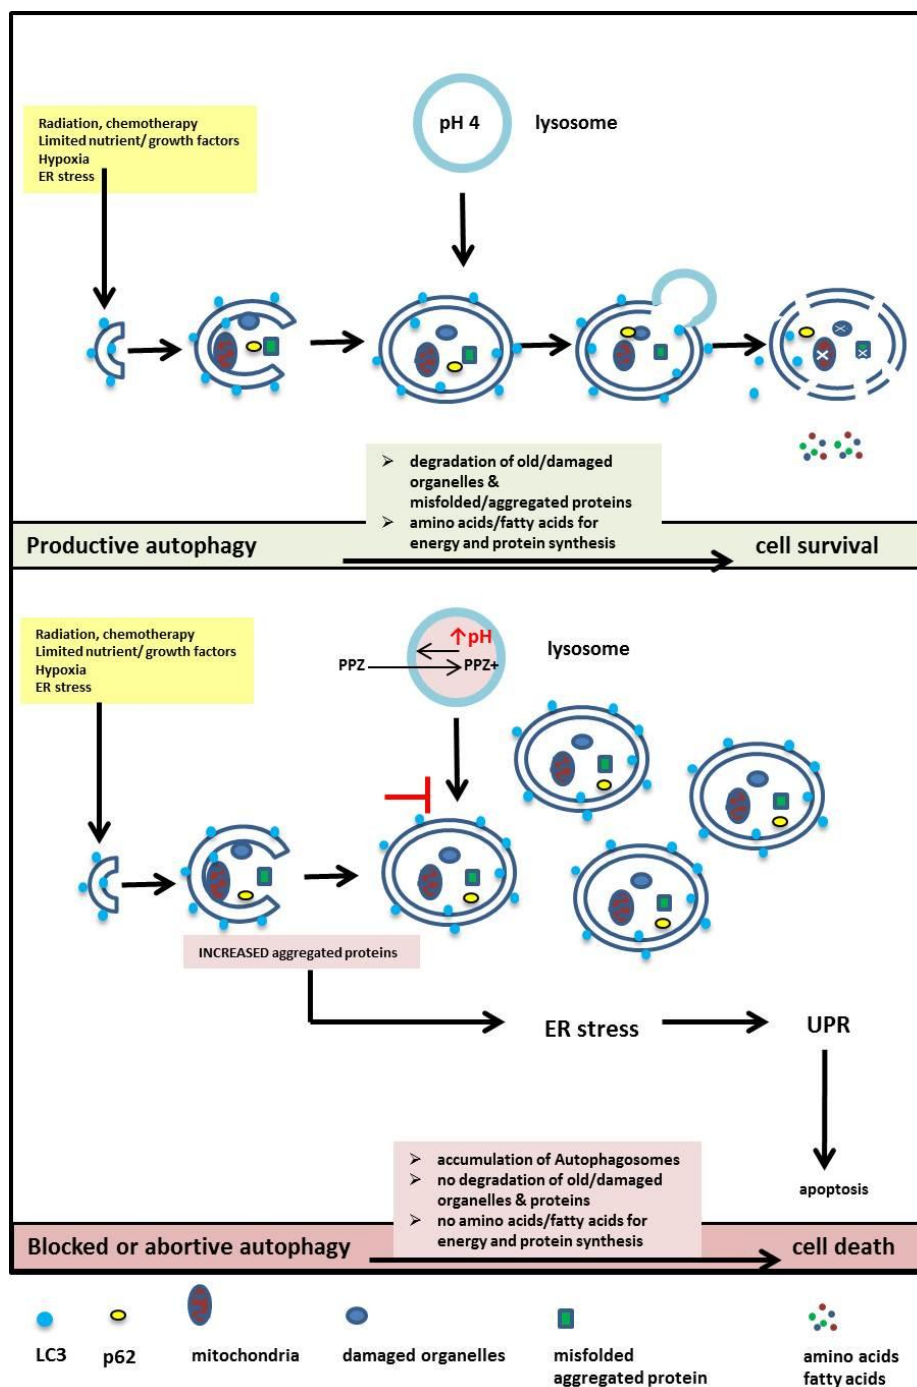 Radiation, chemotherapy
Limited nutrient/ growth factors
Hypoxia
ER stress
pH 4
lysosome
➢ degradation of old/damaged
organelles &
misfolded/aggregated proteins
➢ amino acids/fatty acids for
energy and protein synthesis
Productive autophagy
cell survival
Radiation, chemotherapy
Limited nutrient/ growth factors
Hypoxia
ER stress
↑pH
PPZ
PPZ+
lysosome
INCREASED aggregated proteins
ER stress
UPR
apoptosis
➢ accumulation of Autophagosomes
➢ no degradation of old/damaged
organelles & proteins
➢ no amino acids/fatty acids for
energy and protein synthesis
Blocked or abortive autophagy
cell death
LC3
p62
mitochondria
damaged organelles
misfolded
aggregated protein
amino acids
fatty acids